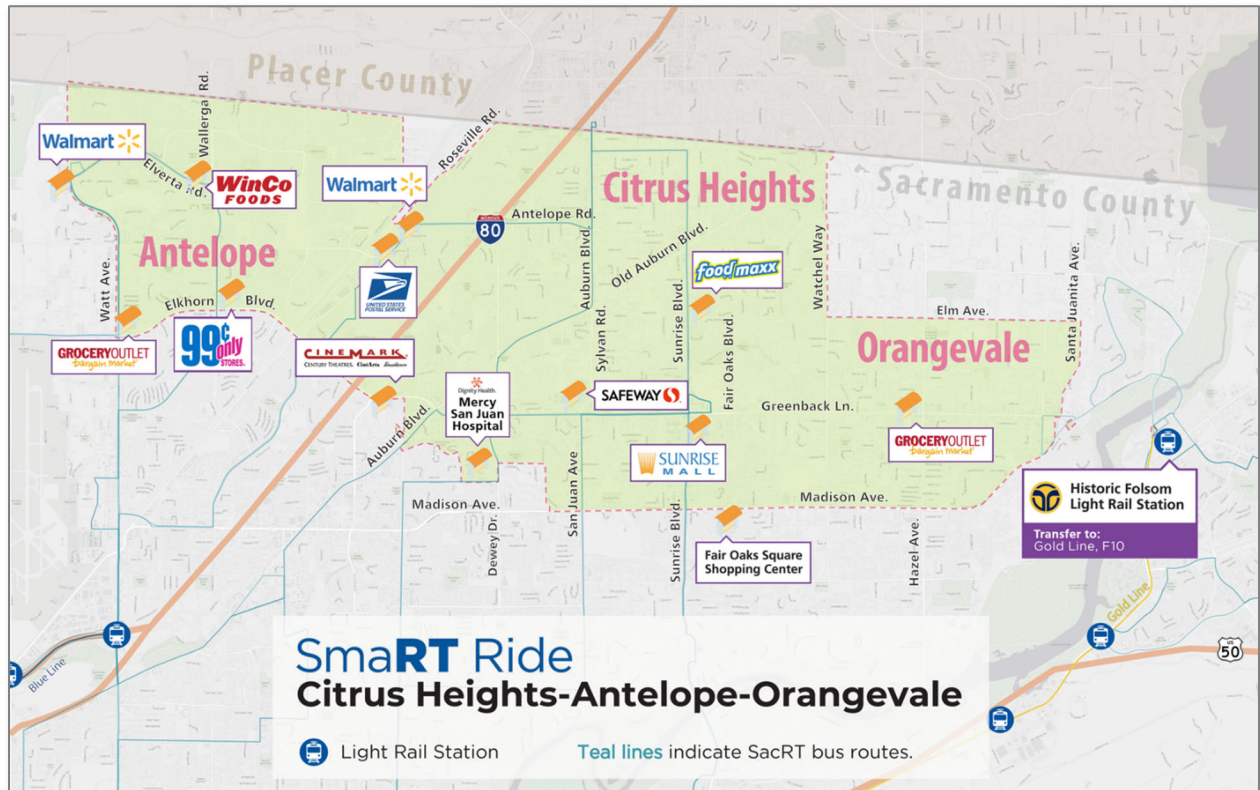 Placer County
Sacramento County
Wallerga Rd.
Roseville Rd.
Walmart
Elverta Rd.
WinCo
FOODS
Walmart
Citrus Heights
Antelope Rd.
INTERSTATE
80
Antelope
Auburn Blvd.
Old Auburn Blvd.
food maxx
Watchel Way
Santa Juanita Ave.
Watt Ave.
Elkhorn Blvd.
UNITED STATES
POSTAL SERVICE
Sylvan Rd.
Sunrise Blvd.
Fair Oaks Blvd.
Elm Ave.
Orangevale
GROCERY OUTLET
bargain market
99¢
only
STORES.
CINEMARK
CENTURY THEATRES, CinéArts, Tinseltown
Dignity Health.
Mercy
San Juan
Hospital
SAFEWAY
Greenback Ln.
Auburn Blvd.
GROCERY OUTLET
bargain market
SUNRISE
MALL
San Juan Ave
Madison Ave.
Madison Ave.
Dewey Dr.
Sunrise Blvd.
Hazel Ave.
Fair Oaks Square
Shopping Center
Historic Folsom
Light Rail Station
Transfer to:
Gold Line, F10
Gold Line
Blue Line
US
50
SmaRT Ride
Citrus Heights-Antelope-Orangevale
Light Rail Station
Teal lines indicate SacRT bus routes.